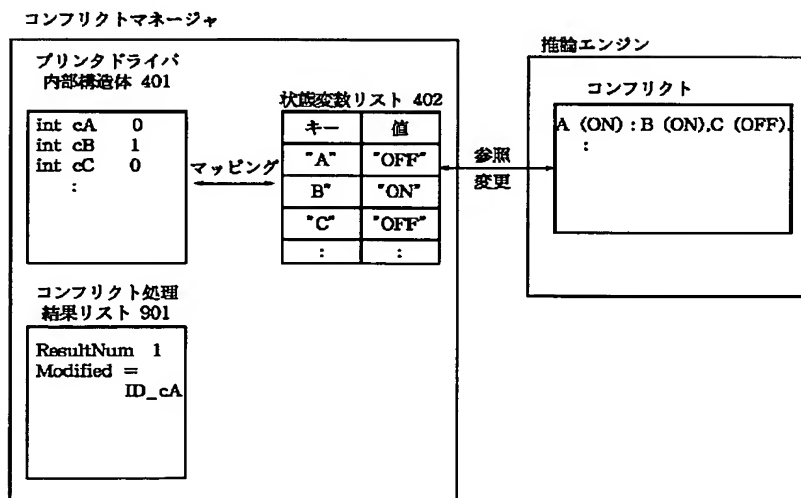 コンフリクトマネージャ
プリンタドライバ
内部構造体 401
int cA 0
int cB 1
int cC 0
:
マッピング
状態変数リスト 402
キー 値
"A" "OFF"
B" "ON"
"C" "OFF"
: :
参照
変更
推論エンジン
コンフリクト
A (ON) : B (ON),C (OFF).
:
コンフリクト処理
結果リスト 901
ResultNum 1
Modified =
ID_cA